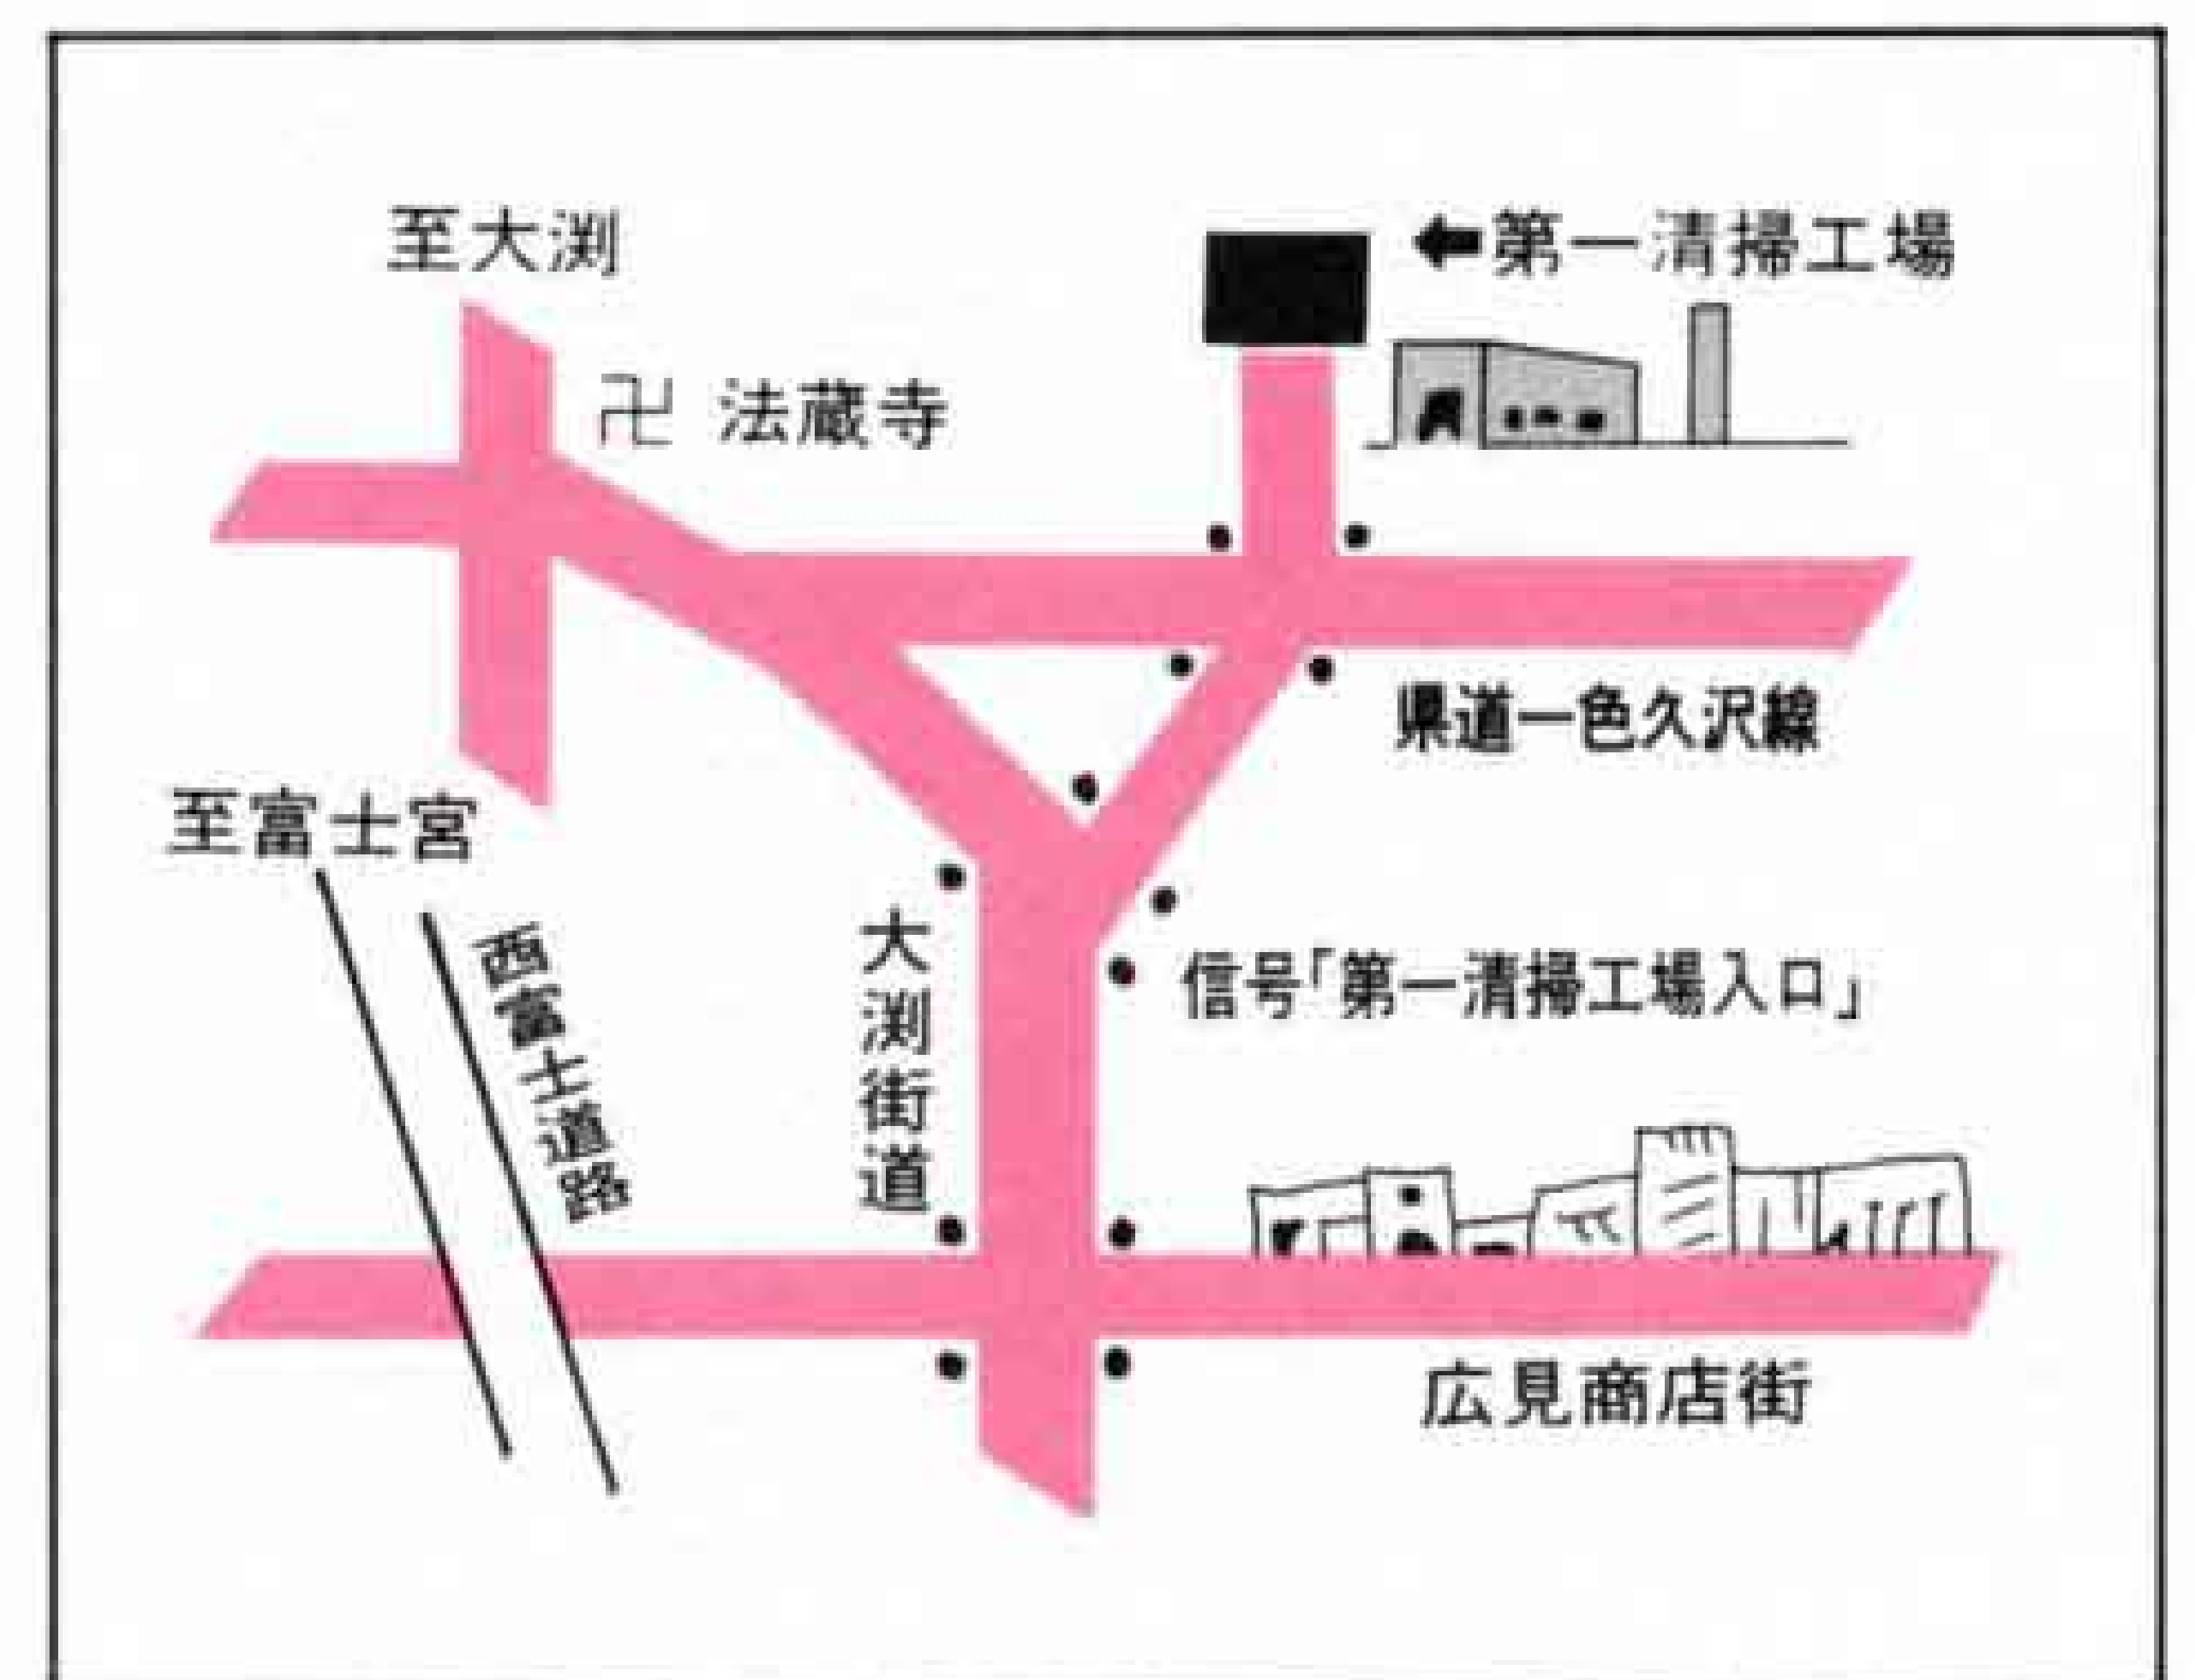 至大渕
←第一清掃工場
卍 法蔵寺
県道一色久沢線
至富士宮
西富士道路
大渕街道
信号「第一清掃工場入口」
広見商店街